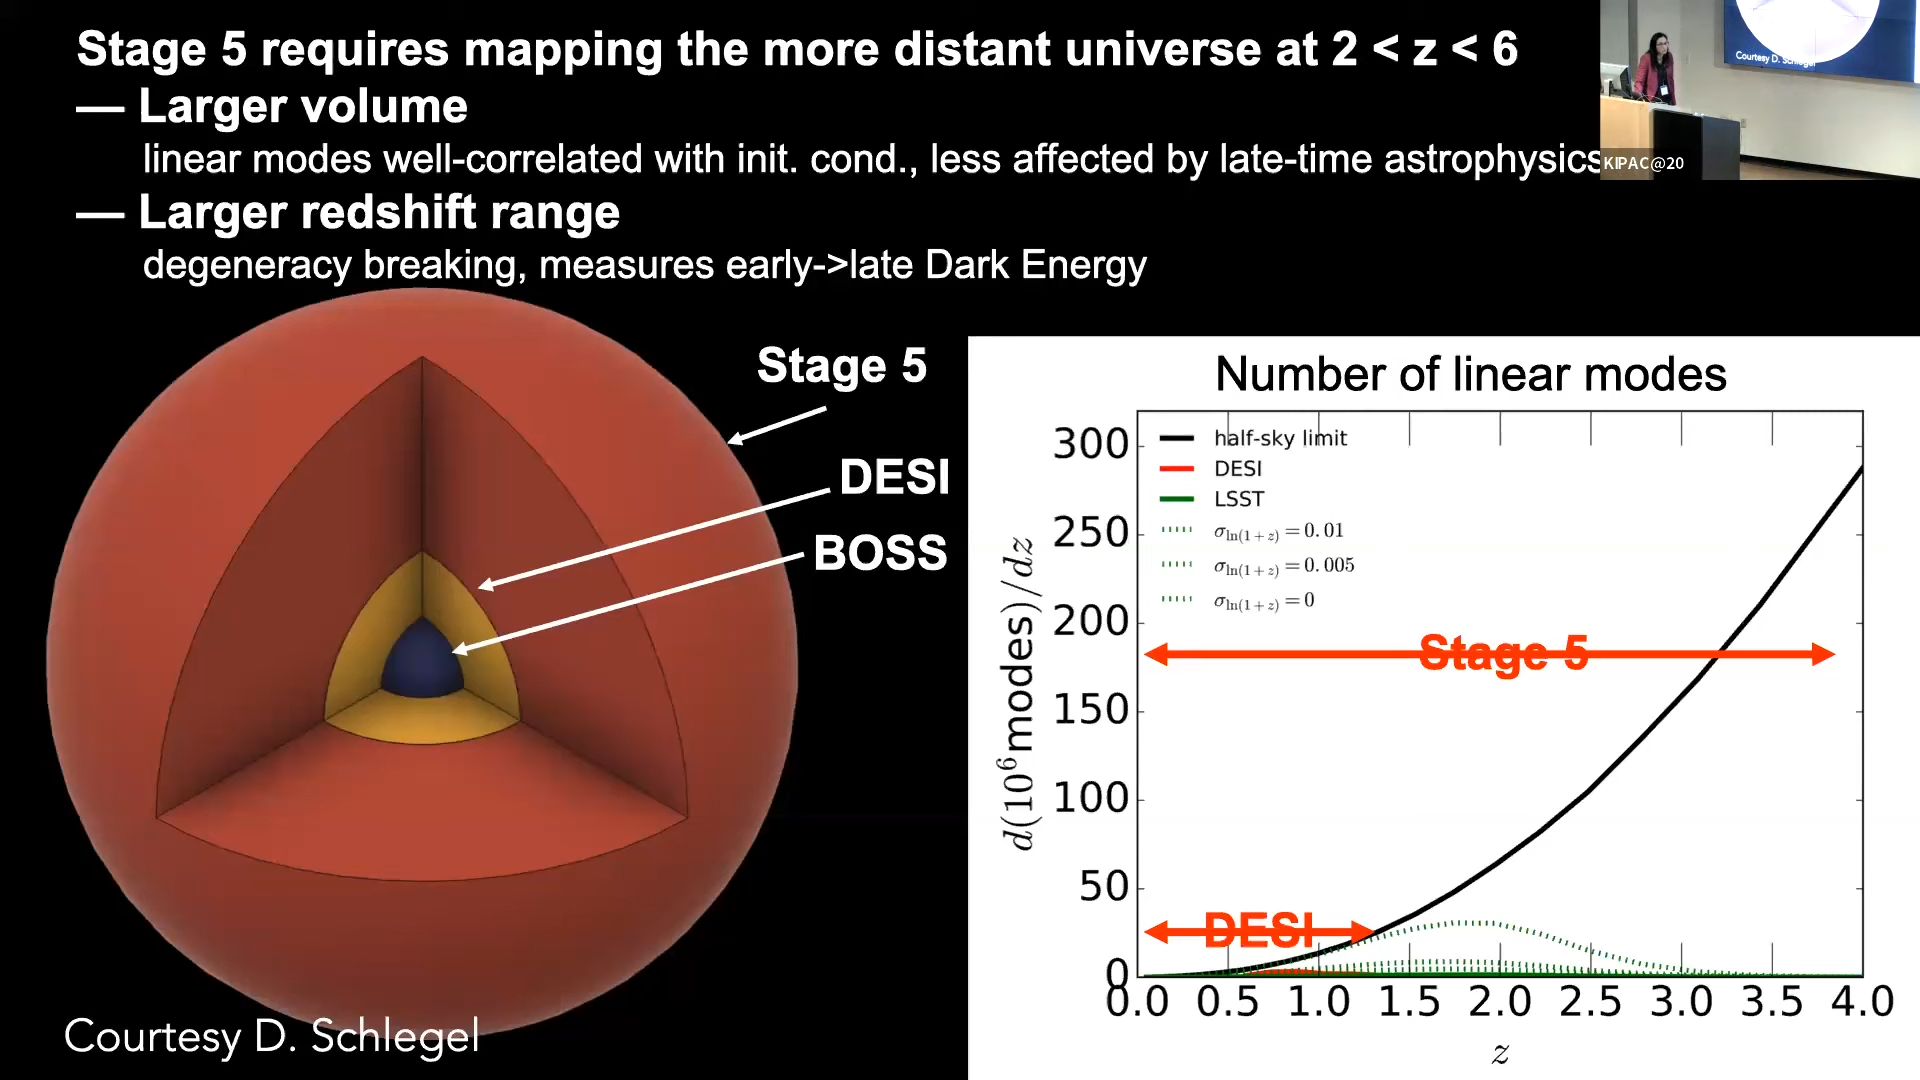 Stage 5 requires mapping the more distant universe at 2 < z < 6
— Larger volume
linear modes well-correlated with init. cond., less affected by late-time astrophysics
— Larger redshift range
degeneracy breaking, measures early->late Dark Energy
Courtesy D. Schlegel
KIPAC@20
Stage 5
DESI
BOSS
Courtesy D. Schlegel
Number of linear modes
half-sky limit
DESI
LSST
σln(1+z) = 0.01
σln(1+z) = 0.005
σln(1+z) = 0
Stage 5
DESI
d(10⁶modes)/dz
300
250
200
150
100
50
0
0.0 0.5 1.0 1.5 2.0 2.5 3.0 3.5 4.0
z